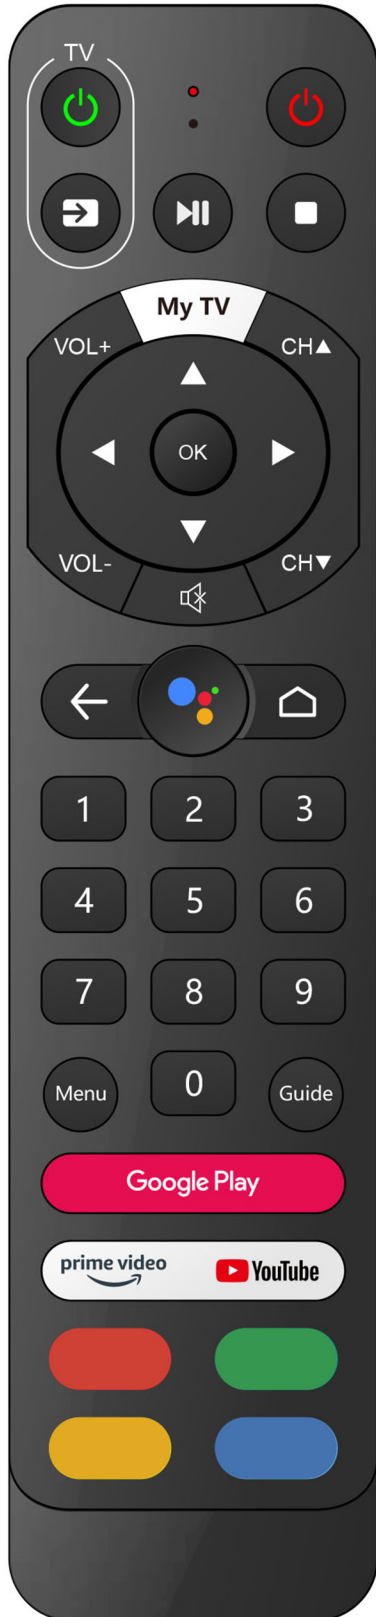 TV
My TV
VOL+
CH▲
OK
VOL-
CH▼
1 2 3
4 5 6
7 8 9
Menu 0 Guide
Google Play
prime video YouTube